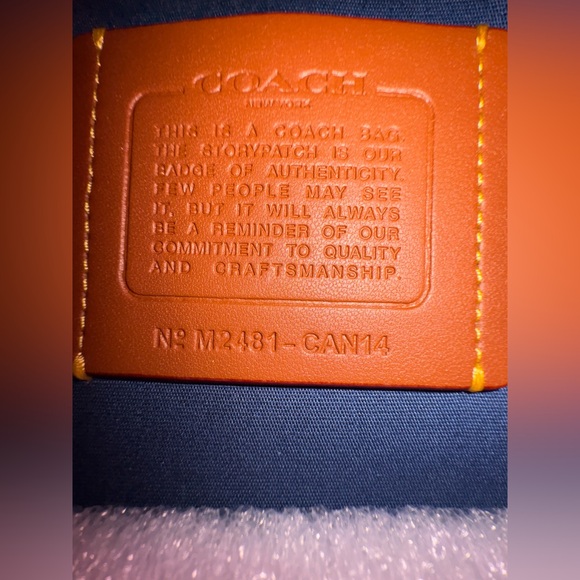 COACH
NEW YORK
THIS IS A COACH BAG.
THE STORYPATCH IS OUR
BADGE OF AUTHENTICITY.
FEW PEOPLE MAY SEE
IT, BUT IT WILL ALWAYS
BE A REMINDER OF OUR
COMMITMENT TO QUALITY
AND CRAFTSMANSHIP.
Nº M2481-CAN14